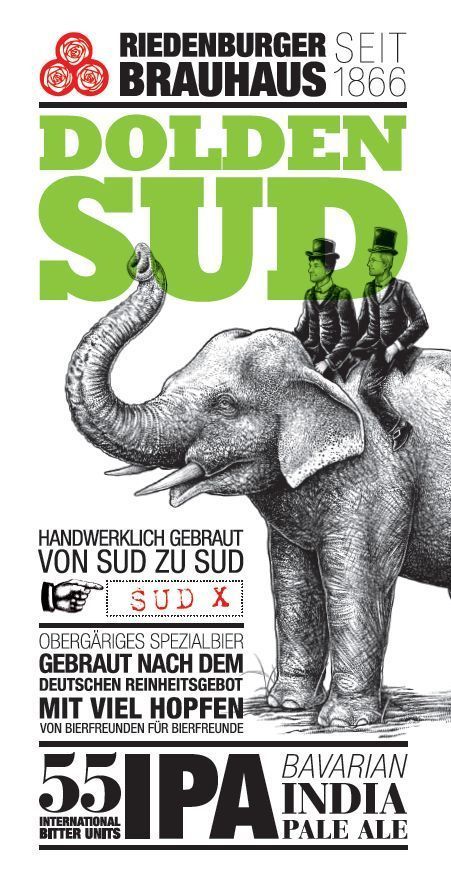 RIEDENBURGER
BRAUHAUS
SEIT
1866
DOLDEN
SUD
HANDWERKLICH GEBRAUT
VON SUD ZU SUD
SUD X
OBERGÄRIGES SPEZIALBIER
GEBRAUT NACH DEM
DEUTSCHEN REINHEITSGEBOT
MIT VIEL HOPFEN
VON BIERFREUNDEN FÜR BIERFREUNDE
55
INTERNATIONAL
BITTER UNITS
IPA
BAVARIAN
INDIA
PALE ALE